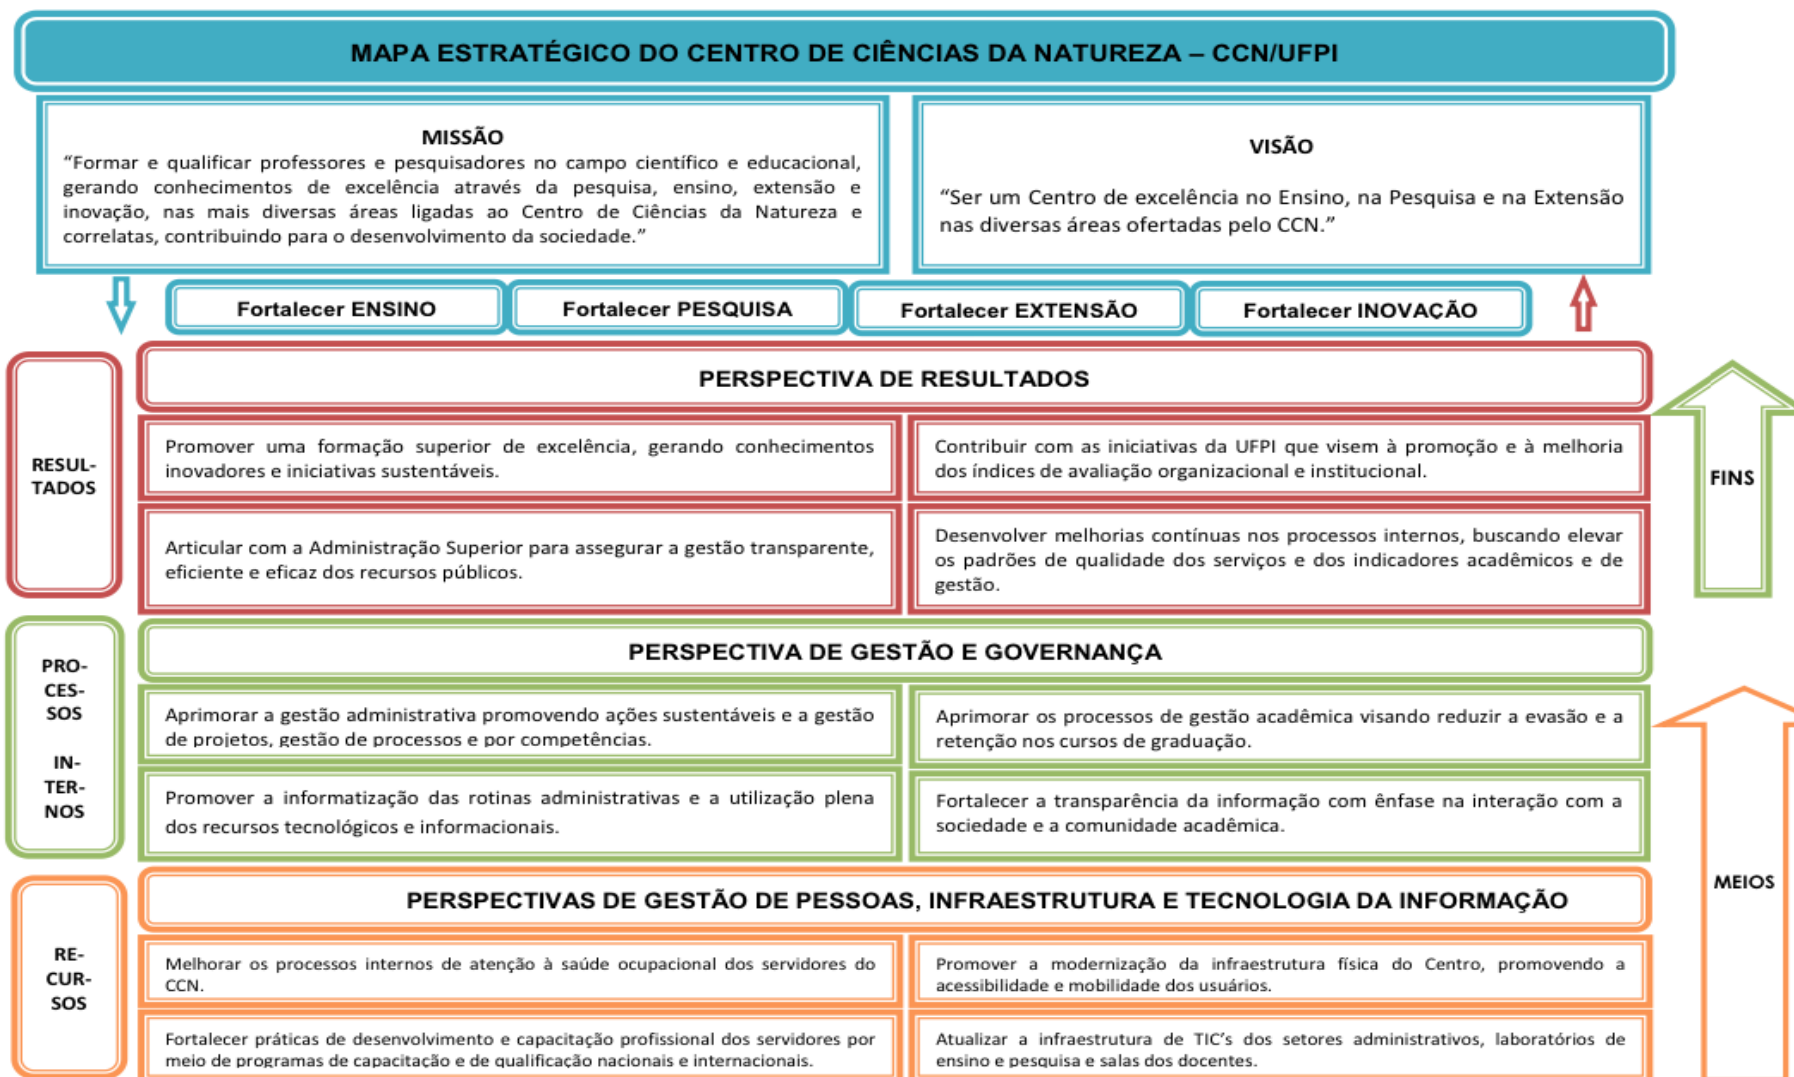 MAPA ESTRATÉGICO DO CENTRO DE CIÊNCIAS DA NATUREZA – CCN/UFPI
MISSÃO
“Formar e qualificar professores e pesquisadores no campo científico e educacional,
gerando conhecimentos de excelência através da pesquisa, ensino, extensão e
inovação, nas mais diversas áreas ligadas ao Centro de Ciências da Natureza e
correlatas, contribuindo para o desenvolvimento da sociedade.”
VISÃO
“Ser um Centro de excelência no Ensino, na Pesquisa e na Extensão
nas diversas áreas ofertadas pelo CCN.”
Fortalecer ENSINO
Fortalecer PESQUISA
Fortalecer EXTENSÃO
Fortalecer INOVAÇÃO
RESUL-
TADOS
PERSPECTIVA DE RESULTADOS
Promover uma formação superior de excelência, gerando conhecimentos
inovadores e iniciativas sustentáveis.
Contribuir com as iniciativas da UFPI que visem à promoção e à melhoria
dos índices de avaliação organizacional e institucional.
Articular com a Administração Superior para assegurar a gestão transparente,
eficiente e eficaz dos recursos públicos.
Desenvolver melhorias contínuas nos processos internos, buscando elevar
os padrões de qualidade dos serviços e dos indicadores acadêmicos e de
gestão.
FINS
PRO-
CES-
SOS
IN-
TER-
NOS
PERSPECTIVA DE GESTÃO E GOVERNANÇA
Aprimorar a gestão administrativa promovendo ações sustentáveis e a gestão
de projetos, gestão de processos e por competências.
Aprimorar os processos de gestão acadêmica visando reduzir a evasão e a
retenção nos cursos de graduação.
Promover a informatização das rotinas administrativas e a utilização plena
dos recursos tecnológicos e informacionais.
Fortalecer a transparência da informação com ênfase na interação com a
sociedade e a comunidade acadêmica.
MEIOS
RE-
CUR-
SOS
PERSPECTIVAS DE GESTÃO DE PESSOAS, INFRAESTRUTURA E TECNOLOGIA DA INFORMAÇÃO
Melhorar os processos internos de atenção à saúde ocupacional dos servidores do
CCN.
Promover a modernização da infraestrutura física do Centro, promovendo a
acessibilidade e mobilidade dos usuários.
Fortalecer práticas de desenvolvimento e capacitação profissional dos servidores por
meio de programas de capacitação e de qualificação nacionais e internacionais.
Atualizar a infraestrutura de TIC’s dos setores administrativos, laboratórios de
ensino e pesquisa e salas dos docentes.